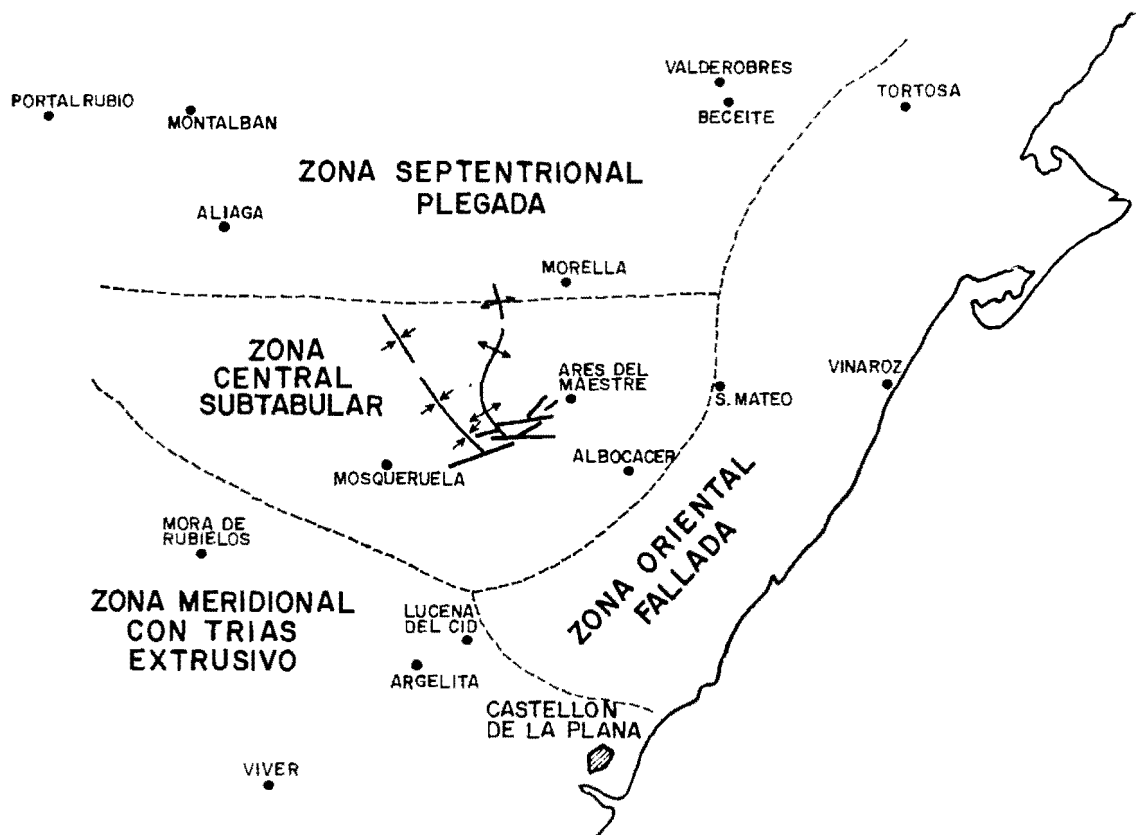 VALDEROBRES
PORTALRUBIO
MONTALBAN
BECEITE
TORTOSA
ZONA SEPTENTRIONAL
PLEGADA
ALIAGA
MORELLA
ZONA
CENTRAL
SUBTABULAR
ARES DEL
MAESTRE
VINAROZ
S. MATEO
MOSQUERUELA
ALBOCACER
ZONA ORIENTAL
FALLADA
MORA DE
RUBIELOS
ZONA MERIDIONAL
CON TRIAS
EXTRUSIVO
LUCENA
DEL CID
ARGELITA
CASTELLON
DE LA PLANA
VIVER